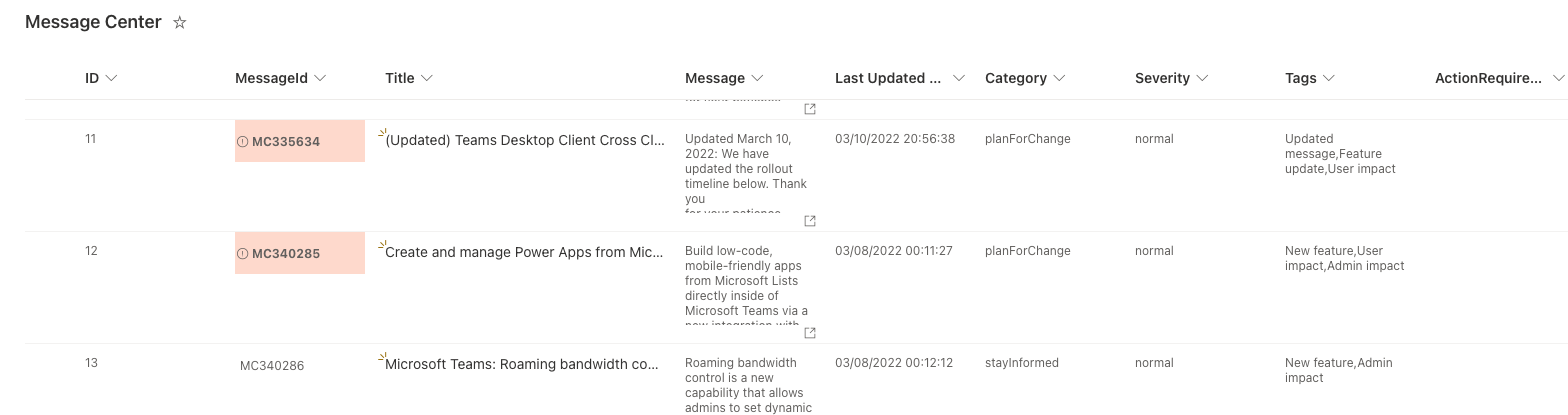 Message Center
ID MessageId Title Message Last Updated ... Category Severity Tags ActionRequire...
11 MC335634 (Updated) Teams Desktop Client Cross Cl... Updated March 10, 03/10/2022 20:56:38 planForChange normal Updated
2022: We have message,Feature
updated the rollout update,User impact
timeline below. Thank
you
for your patience
12 MC340285 Create and manage Power Apps from Mic... Build low-code, 03/08/2022 00:11:27 planForChange normal New feature,User
mobile-friendly apps impact,Admin impact
from Microsoft Lists
directly inside of
Microsoft Teams via a
new integration with
13 MC340286 Microsoft Teams: Roaming bandwidth co... Roaming bandwidth 03/08/2022 00:12:12 stayInformed normal New feature,Admin
control is a new impact
capability that allows
admins to set dynamic